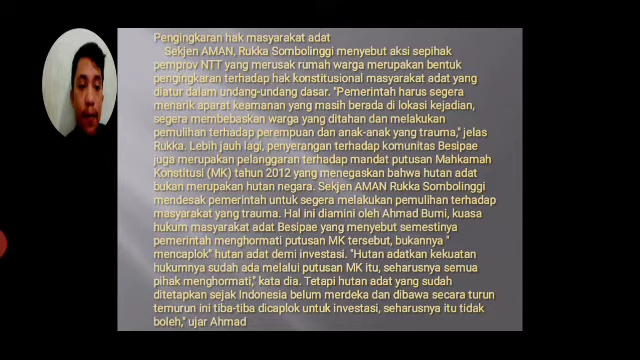 Pengingkaran hak masyarakat adat
Sekjen AMAN, Rukka Sombolinggi menyebut aksi sepihak
pemprov NTT yang merusak rumah warga merupakan bentuk
pengingkaran terhadap hak konstitusional masyarakat adat yang
diatur dalam undang-undang dasar. "Pemerintah harus segera
menarik aparat keamanan yang masih berada di lokasi kejadian,
segera membebaskan warga yang ditahan dan melakukan
pemulihan terhadap perempuan dan anak-anak yang trauma," jelas
Rukka. Lebih jauh lagi, penyerangan terhadap komunitas Besipae
juga merupakan pelanggaran terhadap mandat putusan Mahkamah
Konstitusi (MK) tahun 2012 yang menegaskan bahwa hutan adat
bukan merupakan hutan negara. Sekjen AMAN Rukka Sombolinggi
mendesak pemerintah untuk segera melakukan pemulihan terhadap
masyarakat yang trauma. Hal ini diamini oleh Ahmad Bumi, kuasa
hukum masyarakat adat Besipae yang menyebut semestinya
pemerintah menghormati putusan MK tersebut, bukannya "
mencaplok" hutan adat demi investasi. "Hutan adatkan kekuatan
hukumnya sudah ada melalui putusan MK itu, seharusnya semua
pihak menghormati," kata dia. Tetapi hutan adat yang sudah
ditetapkan sejak Indonesia belum merdeka dan dibawa secara turun
temurun ini tiba-tiba dicaplok untuk investasi, seharusnya itu tidak
boleh," ujar Ahmad